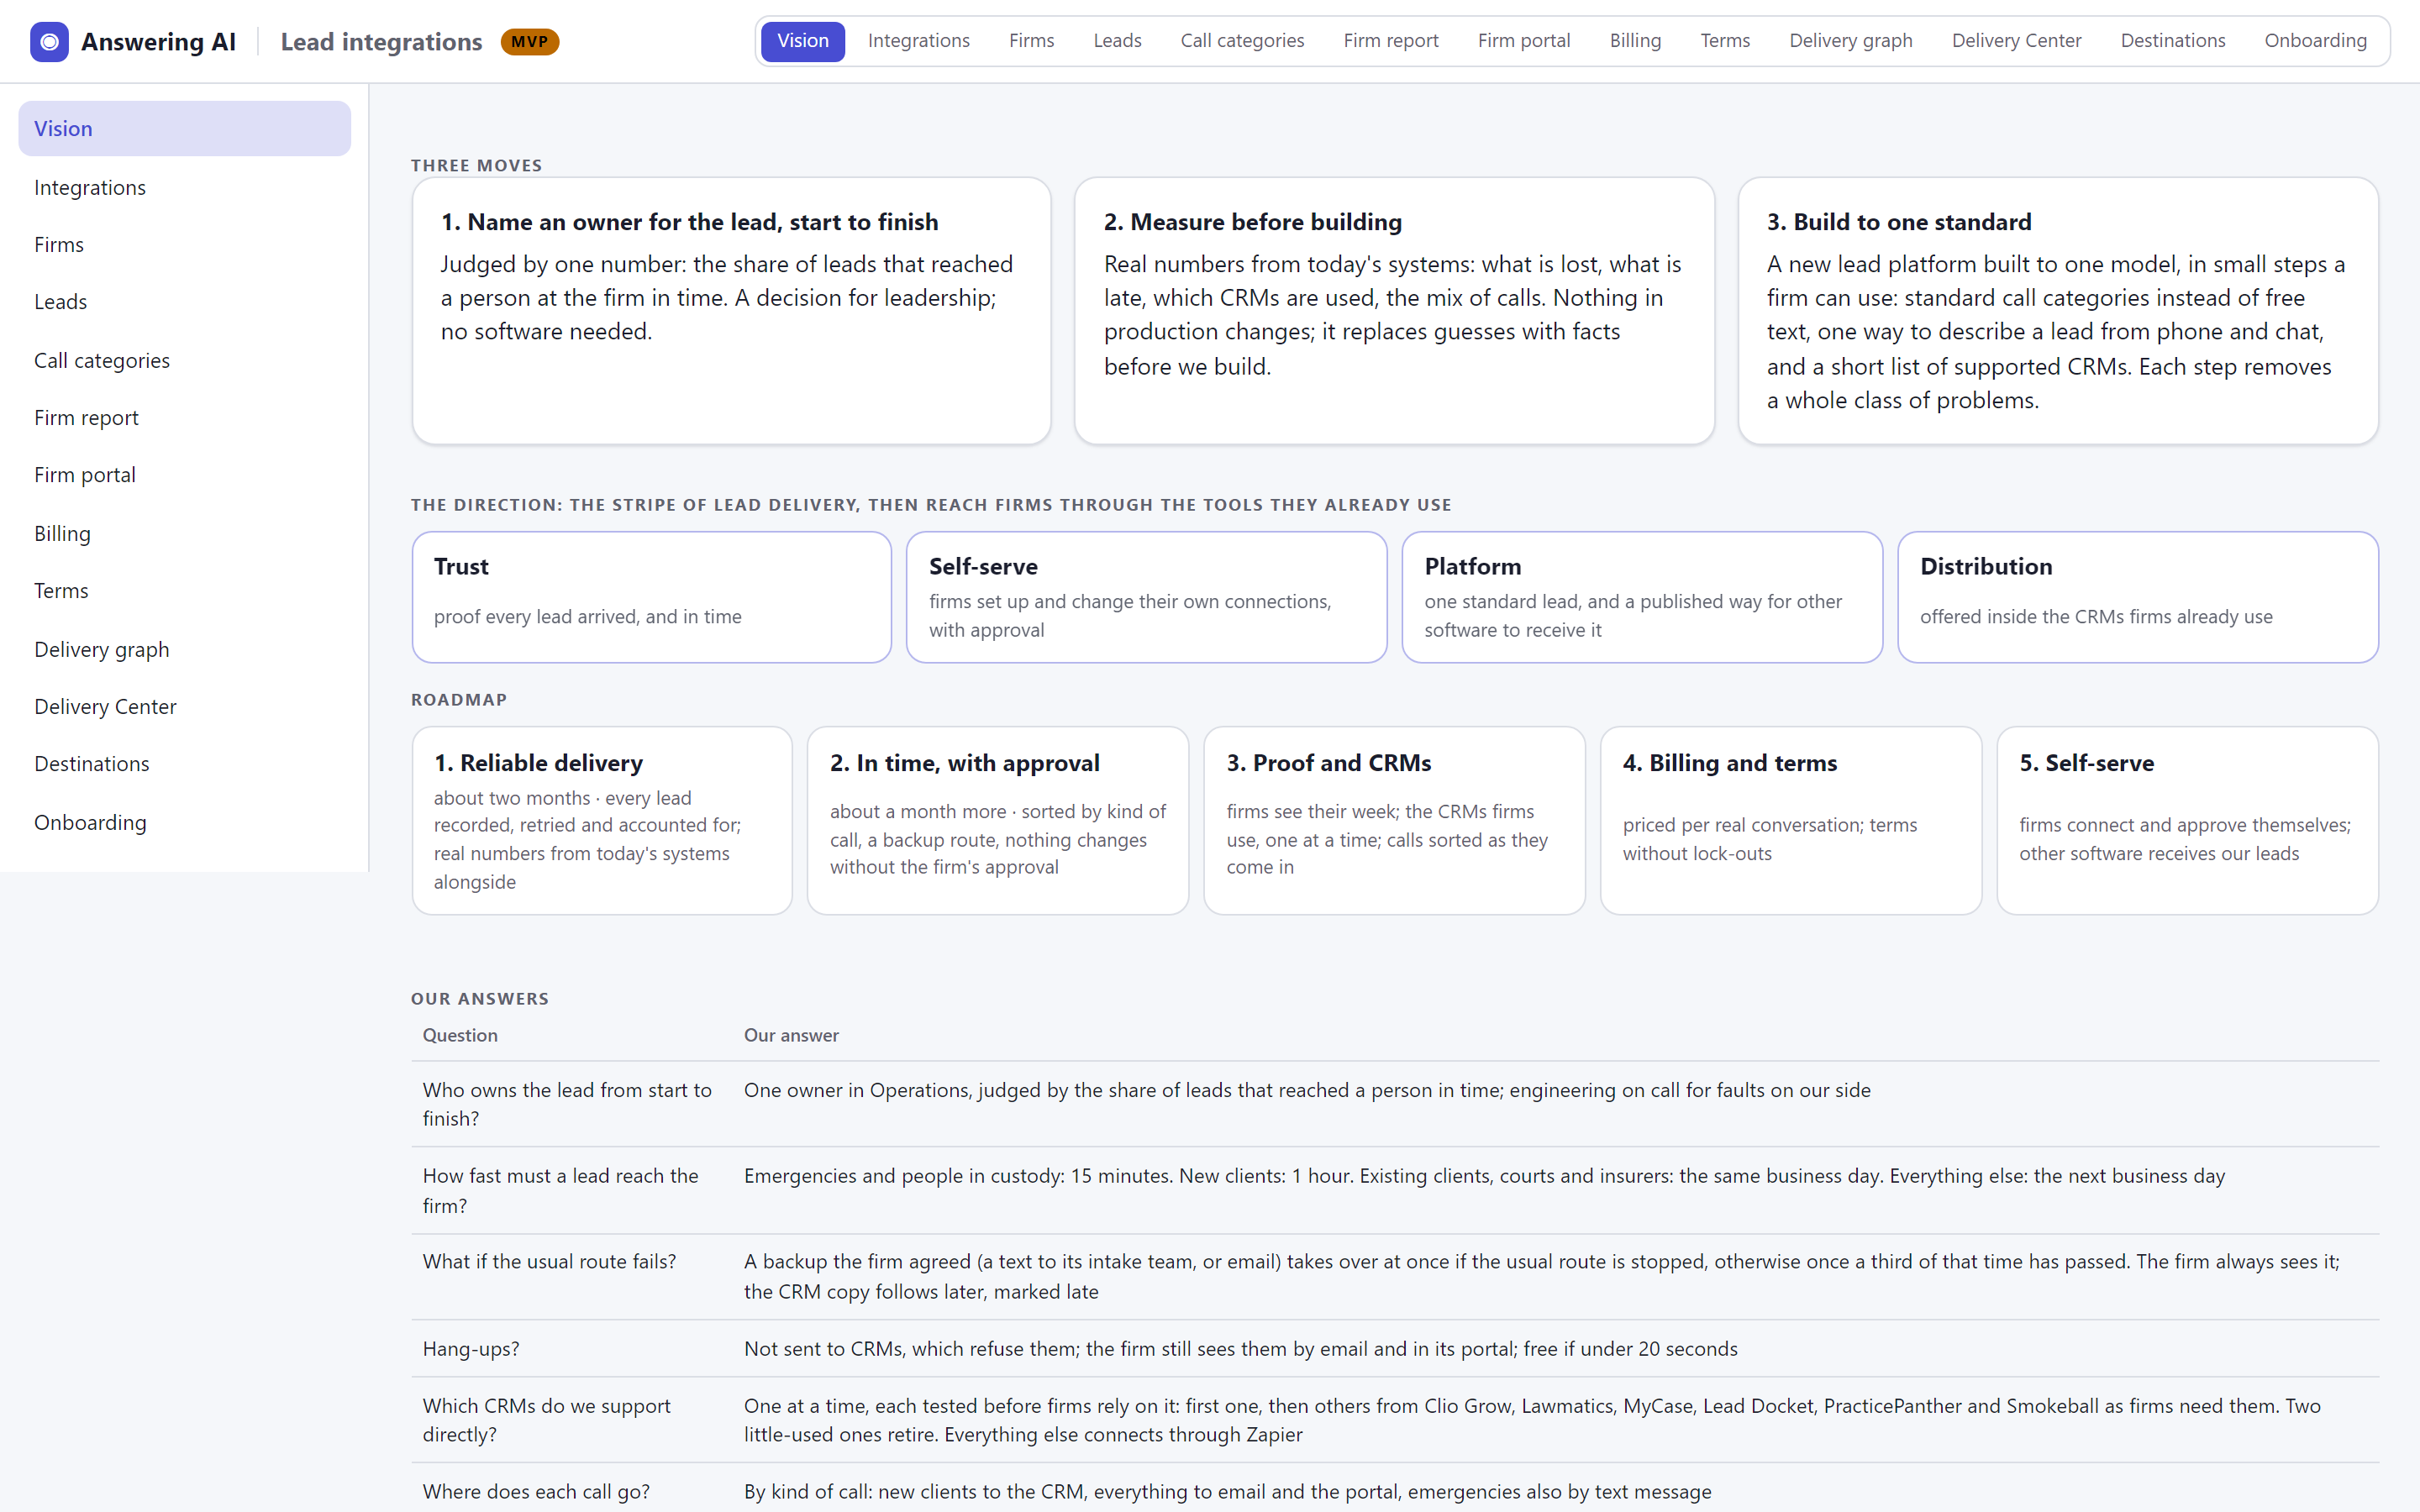 Answering AI
Lead integrations
MVP
Vision
Integrations
Firms
Leads
Call categories
Firm report
Firm portal
Billing
Terms
Delivery graph
Delivery Center
Destinations
Onboarding
Vision
Integrations
Firms
Leads
Call categories
Firm report
Firm portal
Billing
Terms
Delivery graph
Delivery Center
Destinations
Onboarding
THREE MOVES
1. Name an owner for the lead, start to finish
Judged by one number: the share of leads that reached
a person at the firm in time. A decision for leadership;
no software needed.
2. Measure before building
Real numbers from today's systems: what is lost, what is
late, which CRMs are used, the mix of calls. Nothing in
production changes; it replaces guesses with facts
before we build.
3. Build to one standard
A new lead platform built to one model, in small steps a
firm can use: standard call categories instead of free
text, one way to describe a lead from phone and chat,
and a short list of supported CRMs. Each step removes
a whole class of problems.
THE DIRECTION: THE STRIPE OF LEAD DELIVERY, THEN REACH FIRMS THROUGH THE TOOLS THEY ALREADY USE
Trust
proof every lead arrived, and in time
Self-serve
firms set up and change their own connections,
with approval
Platform
one standard lead, and a published way for other
software to receive it
Distribution
offered inside the CRMs firms already use
ROADMAP
1. Reliable delivery
about two months · every lead
recorded, retried and accounted for;
real numbers from today's systems
alongside
2. In time, with approval
about a month more · sorted by kind of
call, a backup route, nothing changes
without the firm's approval
3. Proof and CRMs
firms see their week; the CRMs firms
use, one at a time; calls sorted as they
come in
4. Billing and terms
priced per real conversation; terms
without lock-outs
5. Self-serve
firms connect and approve themselves;
other software receives our leads
OUR ANSWERS
Question
Our answer
Who owns the lead from start to
finish?
One owner in Operations, judged by the share of leads that reached a person in time; engineering on call for faults on our side
How fast must a lead reach the
firm?
Emergencies and people in custody: 15 minutes. New clients: 1 hour. Existing clients, courts and insurers: the same business day. Everything else: the next business day
What if the usual route fails?
A backup the firm agreed (a text to its intake team, or email) takes over at once if the usual route is stopped, otherwise once a third of that time has passed. The firm always sees it;
the CRM copy follows later, marked late
Hang-ups?
Not sent to CRMs, which refuse them; the firm still sees them by email and in its portal; free if under 20 seconds
Which CRMs do we support
directly?
One at a time, each tested before firms rely on it: first one, then others from Clio Grow, Lawmatics, MyCase, Lead Docket, PracticePanther and Smokeball as firms need them. Two
little-used ones retire. Everything else connects through Zapier
Where does each call go?
By kind of call: new clients to the CRM, everything to email and the portal, emergencies also by text message